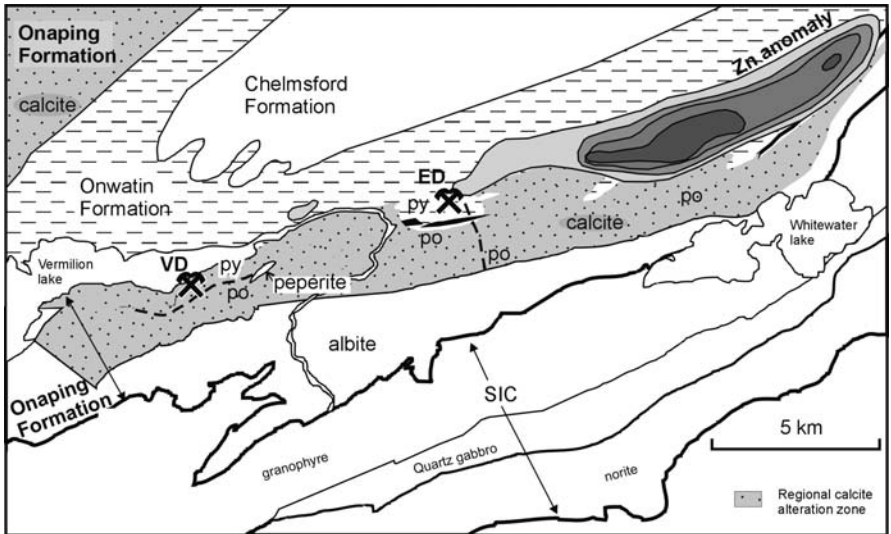 Onaping
Formation
calcite
Chelmsford
Formation
Zn anomaly
Onwatin
Formation
ED
py
po
calcite
po
po
Whitewater
lake
Vermilion
lake
VD
py
po
peperite
albite
Onaping
Formation
SIC
granophyre
Quartz gabbro
norite
5 km
Regional calcite
alteration zone